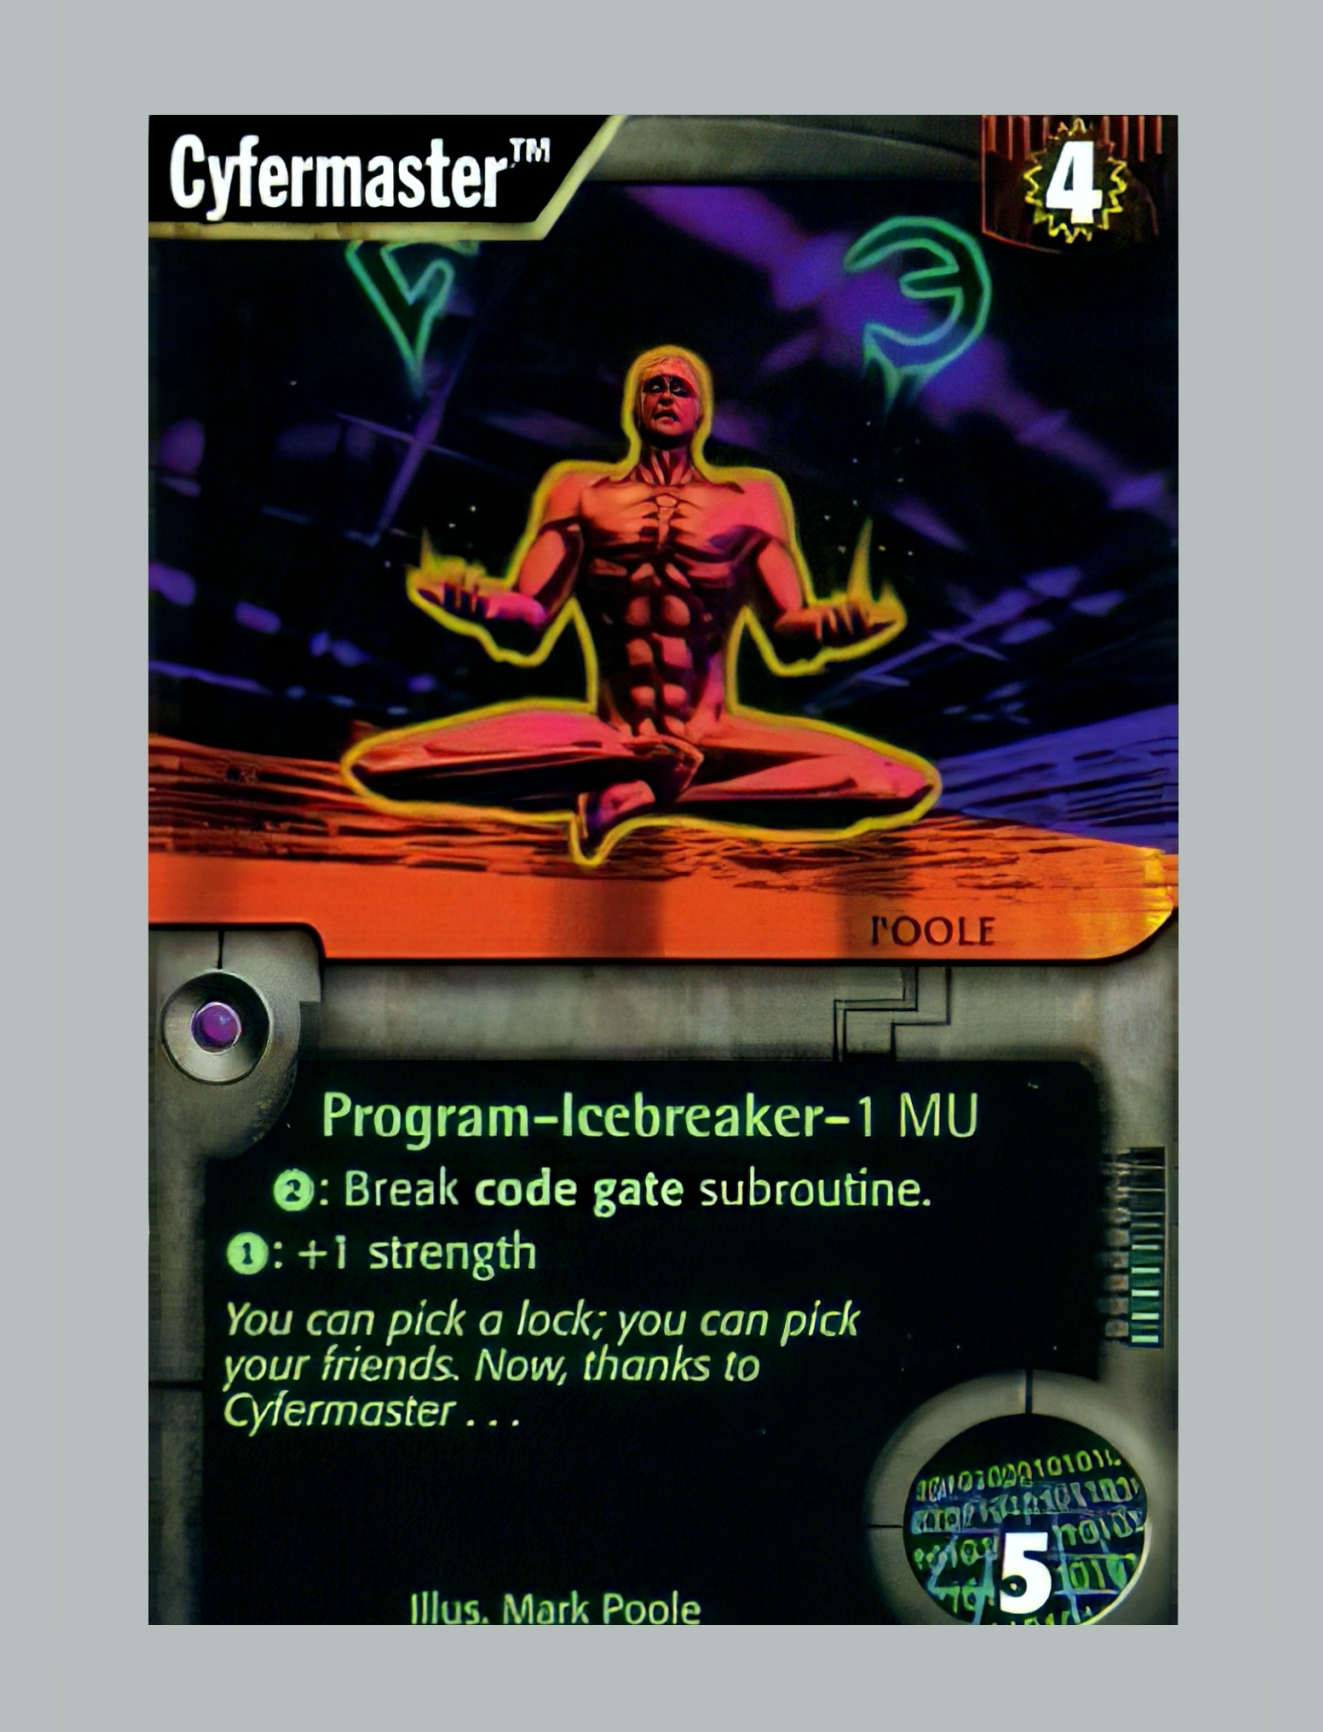 Cyfermaster™
4
POOLE
Program–Icebreaker–1 MU
2: Break code gate subroutine.
1: +1 strength
You can pick a lock; you can pick
your friends. Now, thanks to
Cyfermaster . . .
5
Illus. Mark Poole